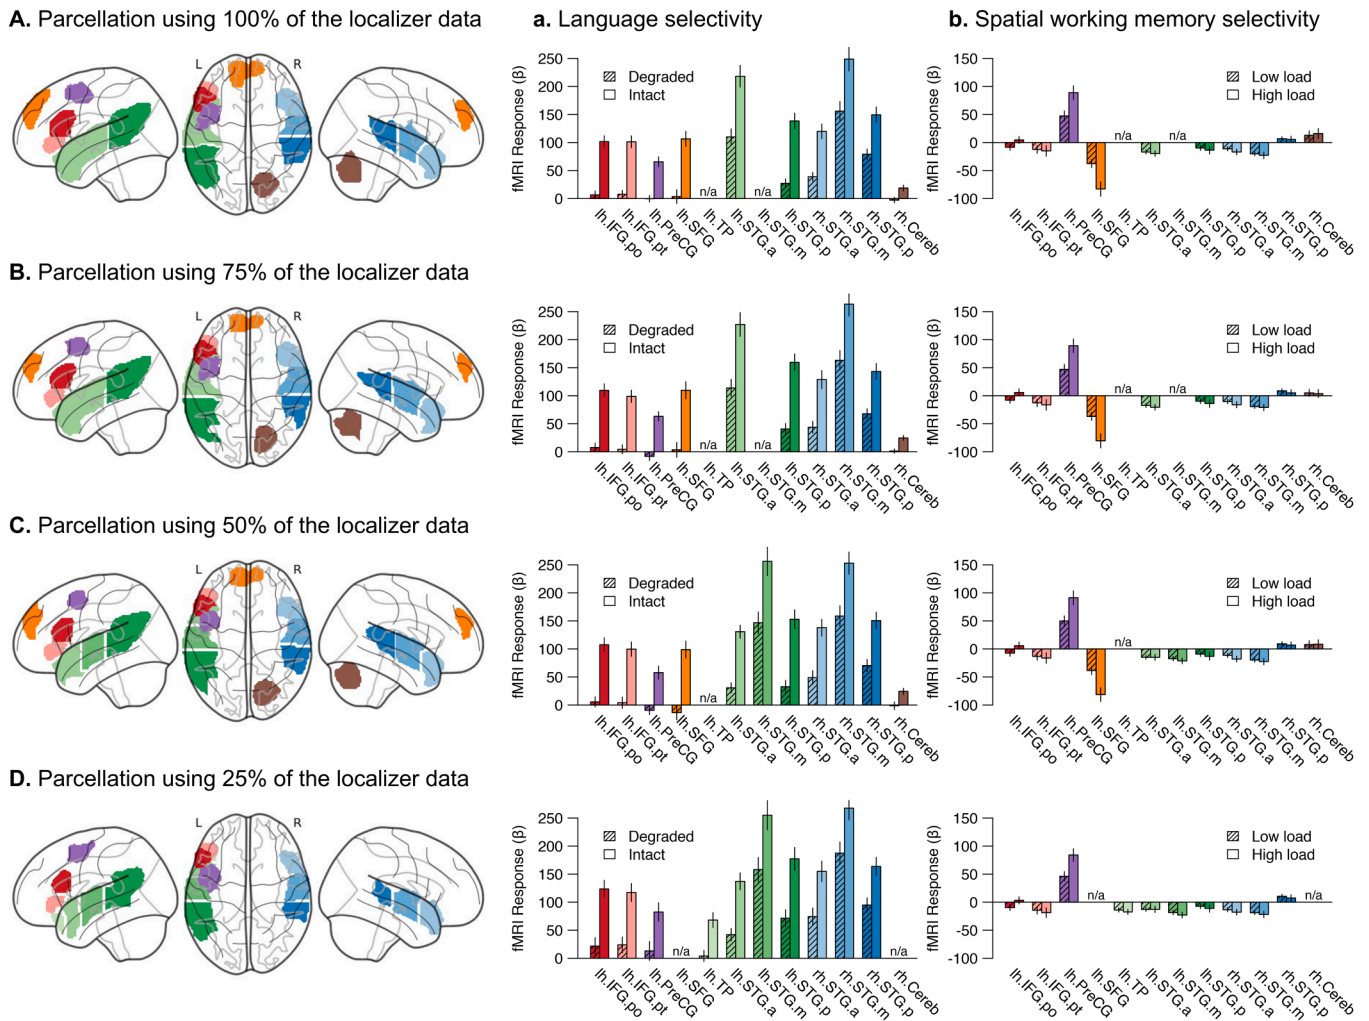 A. Parcellation using 100% of the localizer data
a. Language selectivity
b. Spatial working memory selectivity
L R
fMRI Response (β)
250
200
150
100
50
0
Degraded
Intact
n/a n/a
lh.IFG.po lh.IFG.pt lh.PreCG lh.SFG lh.TP lh.STG.a lh.STG.m lh.STG.p rh.STG.a rh.STG.m rh.STG.p rh.Cereb
fMRI Response (β)
150
100
50
0
-50
-100
Low load
High load
n/a n/a
lh.IFG.po lh.IFG.pt lh.PreCG lh.SFG lh.TP lh.STG.a lh.STG.m lh.STG.p rh.STG.a rh.STG.m rh.STG.p rh.Cereb
B. Parcellation using 75% of the localizer data
L R
fMRI Response (β)
250
200
150
100
50
0
Degraded
Intact
n/a n/a
lh.IFG.po lh.IFG.pt lh.PreCG lh.SFG lh.TP lh.STG.a lh.STG.m lh.STG.p rh.STG.a rh.STG.m rh.STG.p rh.Cereb
fMRI Response (β)
150
100
50
0
-50
-100
Low load
High load
n/a n/a
lh.IFG.po lh.IFG.pt lh.PreCG lh.SFG lh.TP lh.STG.a lh.STG.m lh.STG.p rh.STG.a rh.STG.m rh.STG.p rh.Cereb
C. Parcellation using 50% of the localizer data
L R
fMRI Response (β)
250
200
150
100
50
0
Degraded
Intact
n/a
lh.IFG.po lh.IFG.pt lh.PreCG lh.SFG lh.TP lh.STG.a lh.STG.m lh.STG.p rh.STG.a rh.STG.m rh.STG.p rh.Cereb
fMRI Response (β)
150
100
50
0
-50
-100
Low load
High load
n/a
lh.IFG.po lh.IFG.pt lh.PreCG lh.SFG lh.TP lh.STG.a lh.STG.m lh.STG.p rh.STG.a rh.STG.m rh.STG.p rh.Cereb
D. Parcellation using 25% of the localizer data
L R
fMRI Response (β)
250
200
150
100
50
0
Degraded
Intact
n/a n/a
lh.IFG.po lh.IFG.pt lh.PreCG lh.SFG lh.TP lh.STG.a lh.STG.m lh.STG.p rh.STG.a rh.STG.m rh.STG.p rh.Cereb
fMRI Response (β)
150
100
50
0
-50
-100
Low load
High load
n/a n/a
lh.IFG.po lh.IFG.pt lh.PreCG lh.SFG lh.TP lh.STG.a lh.STG.m lh.STG.p rh.STG.a rh.STG.m rh.STG.p rh.Cereb